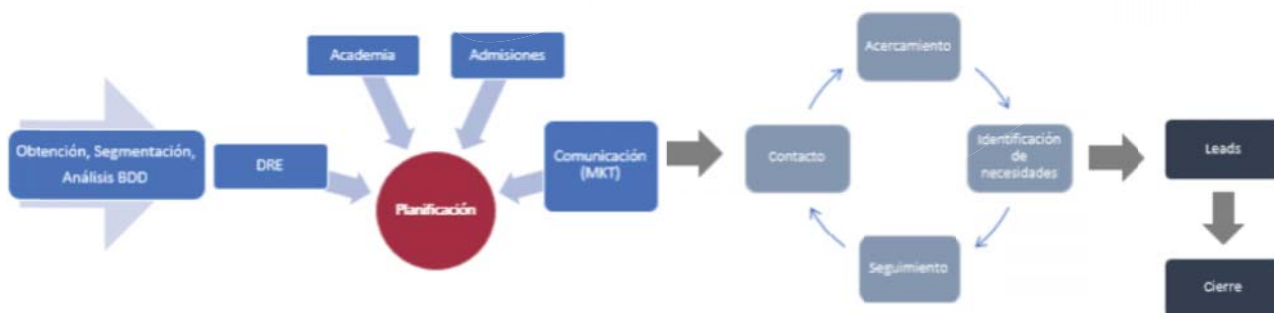 Academia
Admisiones
Obtención, Segmentación,
Análisis BDD
DRE
Planificación
Comunicación
(MKT)
Acercamiento
Contacto
Identificación
de
necesidades
Seguimiento
Leads
Cierre